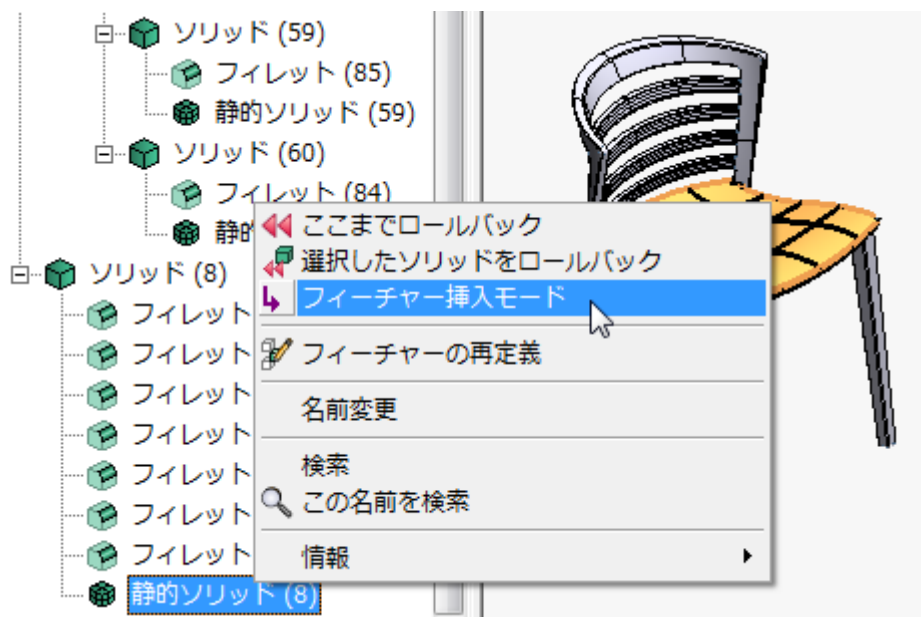 ソリッド (59)
フィレット (85)
静的ソリッド (59)
ソリッド (60)
フィレット (84)
静的
ここまでロールバック
選択したソリッドをロールバック
フィーチャー挿入モード
フィーチャーの再定義
名前変更
検索
この名前を検索
情報
ソリッド (8)
フィレット
フィレット
フィレット
フィレット
フィレット
フィレット
フィレット
静的ソリッド (8)